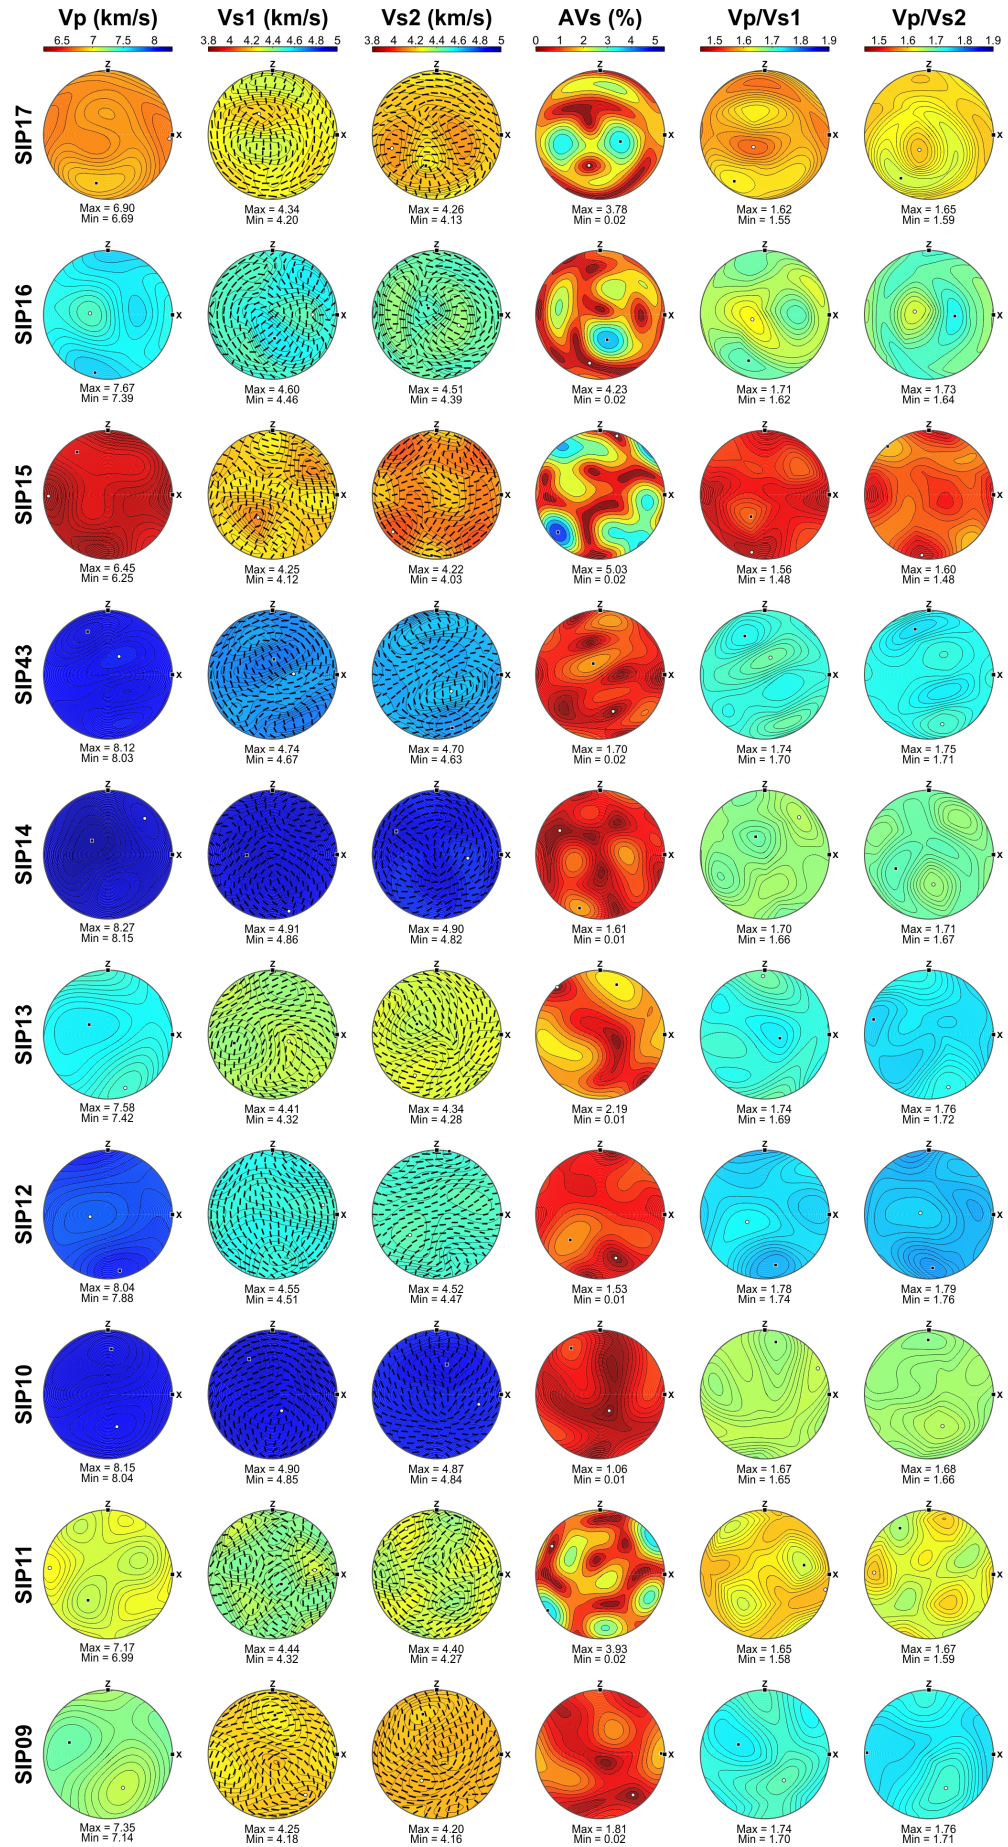 Vp (km/s) Vs1 (km/s) Vs2 (km/s) AVs (%) Vp/Vs1 Vp/Vs2
6.5 7 7.5 8 3.8 4 4.2 4.4 4.6 4.8 5 3.8 4 4.2 4.4 4.6 4.8 5 0 1 2 3 4 5 1.5 1.6 1.7 1.8 1.9 1.5 1.6 1.7 1.8 1.9
Z Z Z Z Z Z
SIP17 X X X X X X
Max = 6.90 Max = 4.34 Max = 4.26 Max = 3.78 Max = 1.62 Max = 1.65
Min = 6.69 Min = 4.20 Min = 4.13 Min = 0.02 Min = 1.55 Min = 1.59
Z Z Z Z Z Z
SIP16 X X X X X X
Max = 7.67 Max = 4.60 Max = 4.51 Max = 4.23 Max = 1.71 Max = 1.73
Min = 7.39 Min = 4.46 Min = 4.39 Min = 0.02 Min = 1.62 Min = 1.64
Z Z Z Z Z Z
SIP15 X X X X X X
Max = 6.45 Max = 4.25 Max = 4.22 Max = 5.03 Max = 1.56 Max = 1.60
Min = 6.25 Min = 4.12 Min = 4.03 Min = 0.02 Min = 1.48 Min = 1.48
Z Z Z Z Z Z
SIP43 X X X X X X
Max = 8.12 Max = 4.74 Max = 4.70 Max = 1.70 Max = 1.74 Max = 1.75
Min = 8.03 Min = 4.67 Min = 4.63 Min = 0.02 Min = 1.70 Min = 1.71
Z Z Z Z Z Z
SIP14 X X X X X X
Max = 8.27 Max = 4.91 Max = 4.90 Max = 1.61 Max = 1.70 Max = 1.71
Min = 8.15 Min = 4.86 Min = 4.82 Min = 0.01 Min = 1.66 Min = 1.67
Z Z Z Z Z Z
SIP13 X X X X X X
Max = 7.58 Max = 4.41 Max = 4.34 Max = 2.19 Max = 1.74 Max = 1.76
Min = 7.42 Min = 4.32 Min = 4.28 Min = 0.01 Min = 1.69 Min = 1.72
Z Z Z Z Z Z
SIP12 X X X X X X
Max = 8.04 Max = 4.55 Max = 4.52 Max = 1.53 Max = 1.78 Max = 1.79
Min = 7.88 Min = 4.51 Min = 4.47 Min = 0.01 Min = 1.74 Min = 1.76
Z Z Z Z Z Z
SIP10 X X X X X X
Max = 8.15 Max = 4.90 Max = 4.87 Max = 1.06 Max = 1.67 Max = 1.68
Min = 8.04 Min = 4.85 Min = 4.84 Min = 0.01 Min = 1.65 Min = 1.66
Z Z Z Z Z Z
SIP11 X X X X X X
Max = 7.17 Max = 4.44 Max = 4.40 Max = 3.93 Max = 1.65 Max = 1.67
Min = 6.99 Min = 4.32 Min = 4.27 Min = 0.02 Min = 1.58 Min = 1.59
Z Z Z Z Z Z
SIP09 X X X X X X
Max = 7.35 Max = 4.25 Max = 4.20 Max = 1.81 Max = 1.74 Max = 1.76
Min = 7.14 Min = 4.18 Min = 4.16 Min = 0.02 Min = 1.70 Min = 1.71